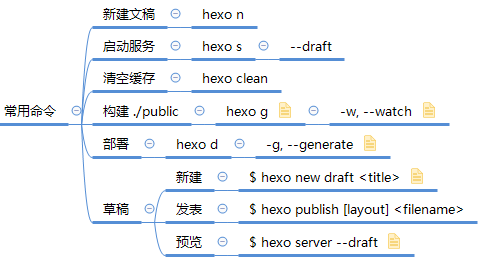 新建文稿 hexo n
启动服务 hexo s --draft
清空缓存 hexo clean
常用命令 构建 ./public hexo g -w, --watch
部署 hexo d -g, --generate
新建 $ hexo new draft <title>
草稿 发表 $ hexo publish [layout] <filename>
预览 $ hexo server --draft